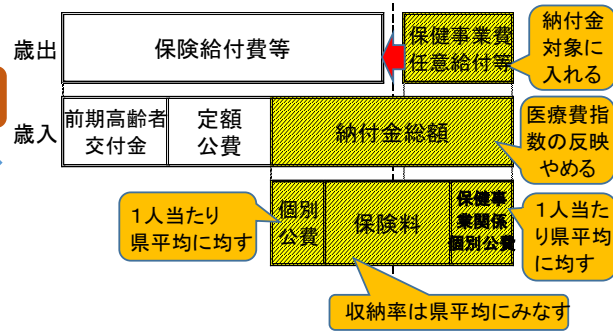 歳出
保険給付費等
保健事業費
任意給付等
納付金
対象に
入れる
歳入
前期高齢者
交付金
定額
公費
納付金総額
医療費指
数の反映
やめる
1人当たり
県平均に均す
個別
公費
保険料
保健事
業関係
個別公費
1人当た
り県平均
に均す
収納率は県平均にみなす